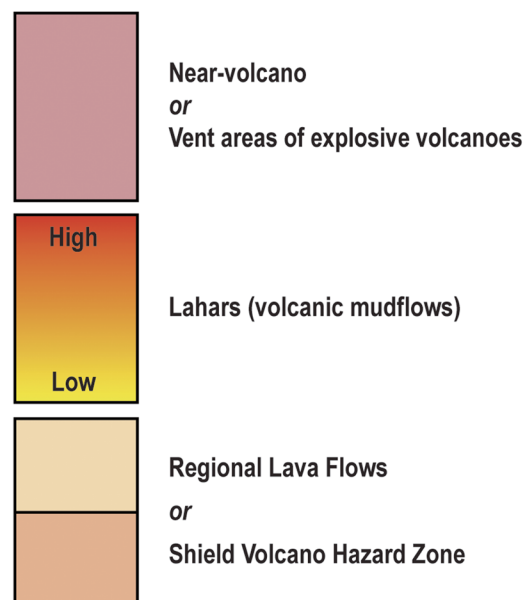 Near-volcano
or
Vent areas of explosive volcanoes
High
Lahars (volcanic mudflows)
Low
Regional Lava Flows
or
Shield Volcano Hazard Zone